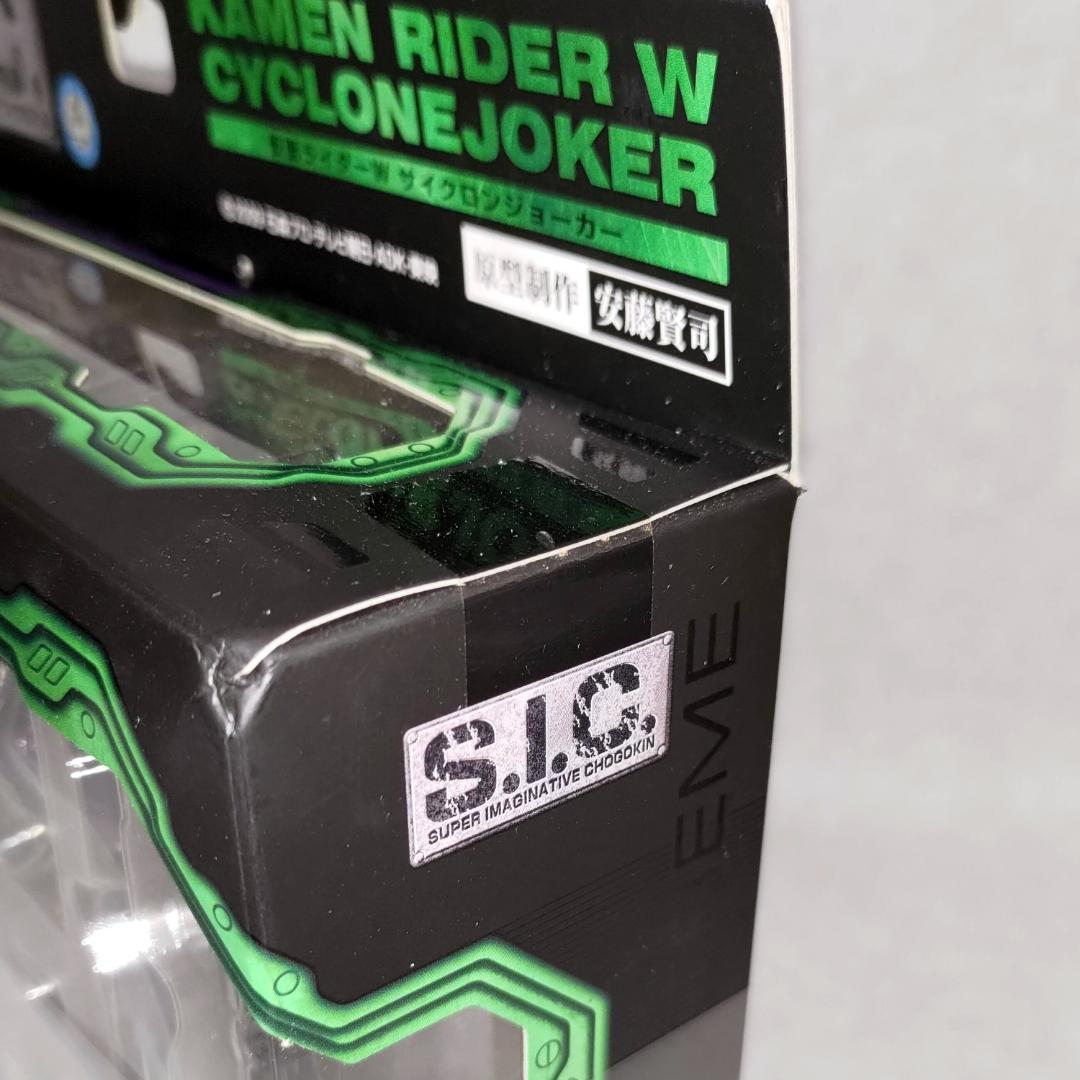 KAMEN RIDER W
CYCLONEJOKER
仮面ライダーW サイクロンジョーカー
原型制作 安藤賢司
S.I.C.
SUPER IMAGINATIVE CHOGOKIN
EME